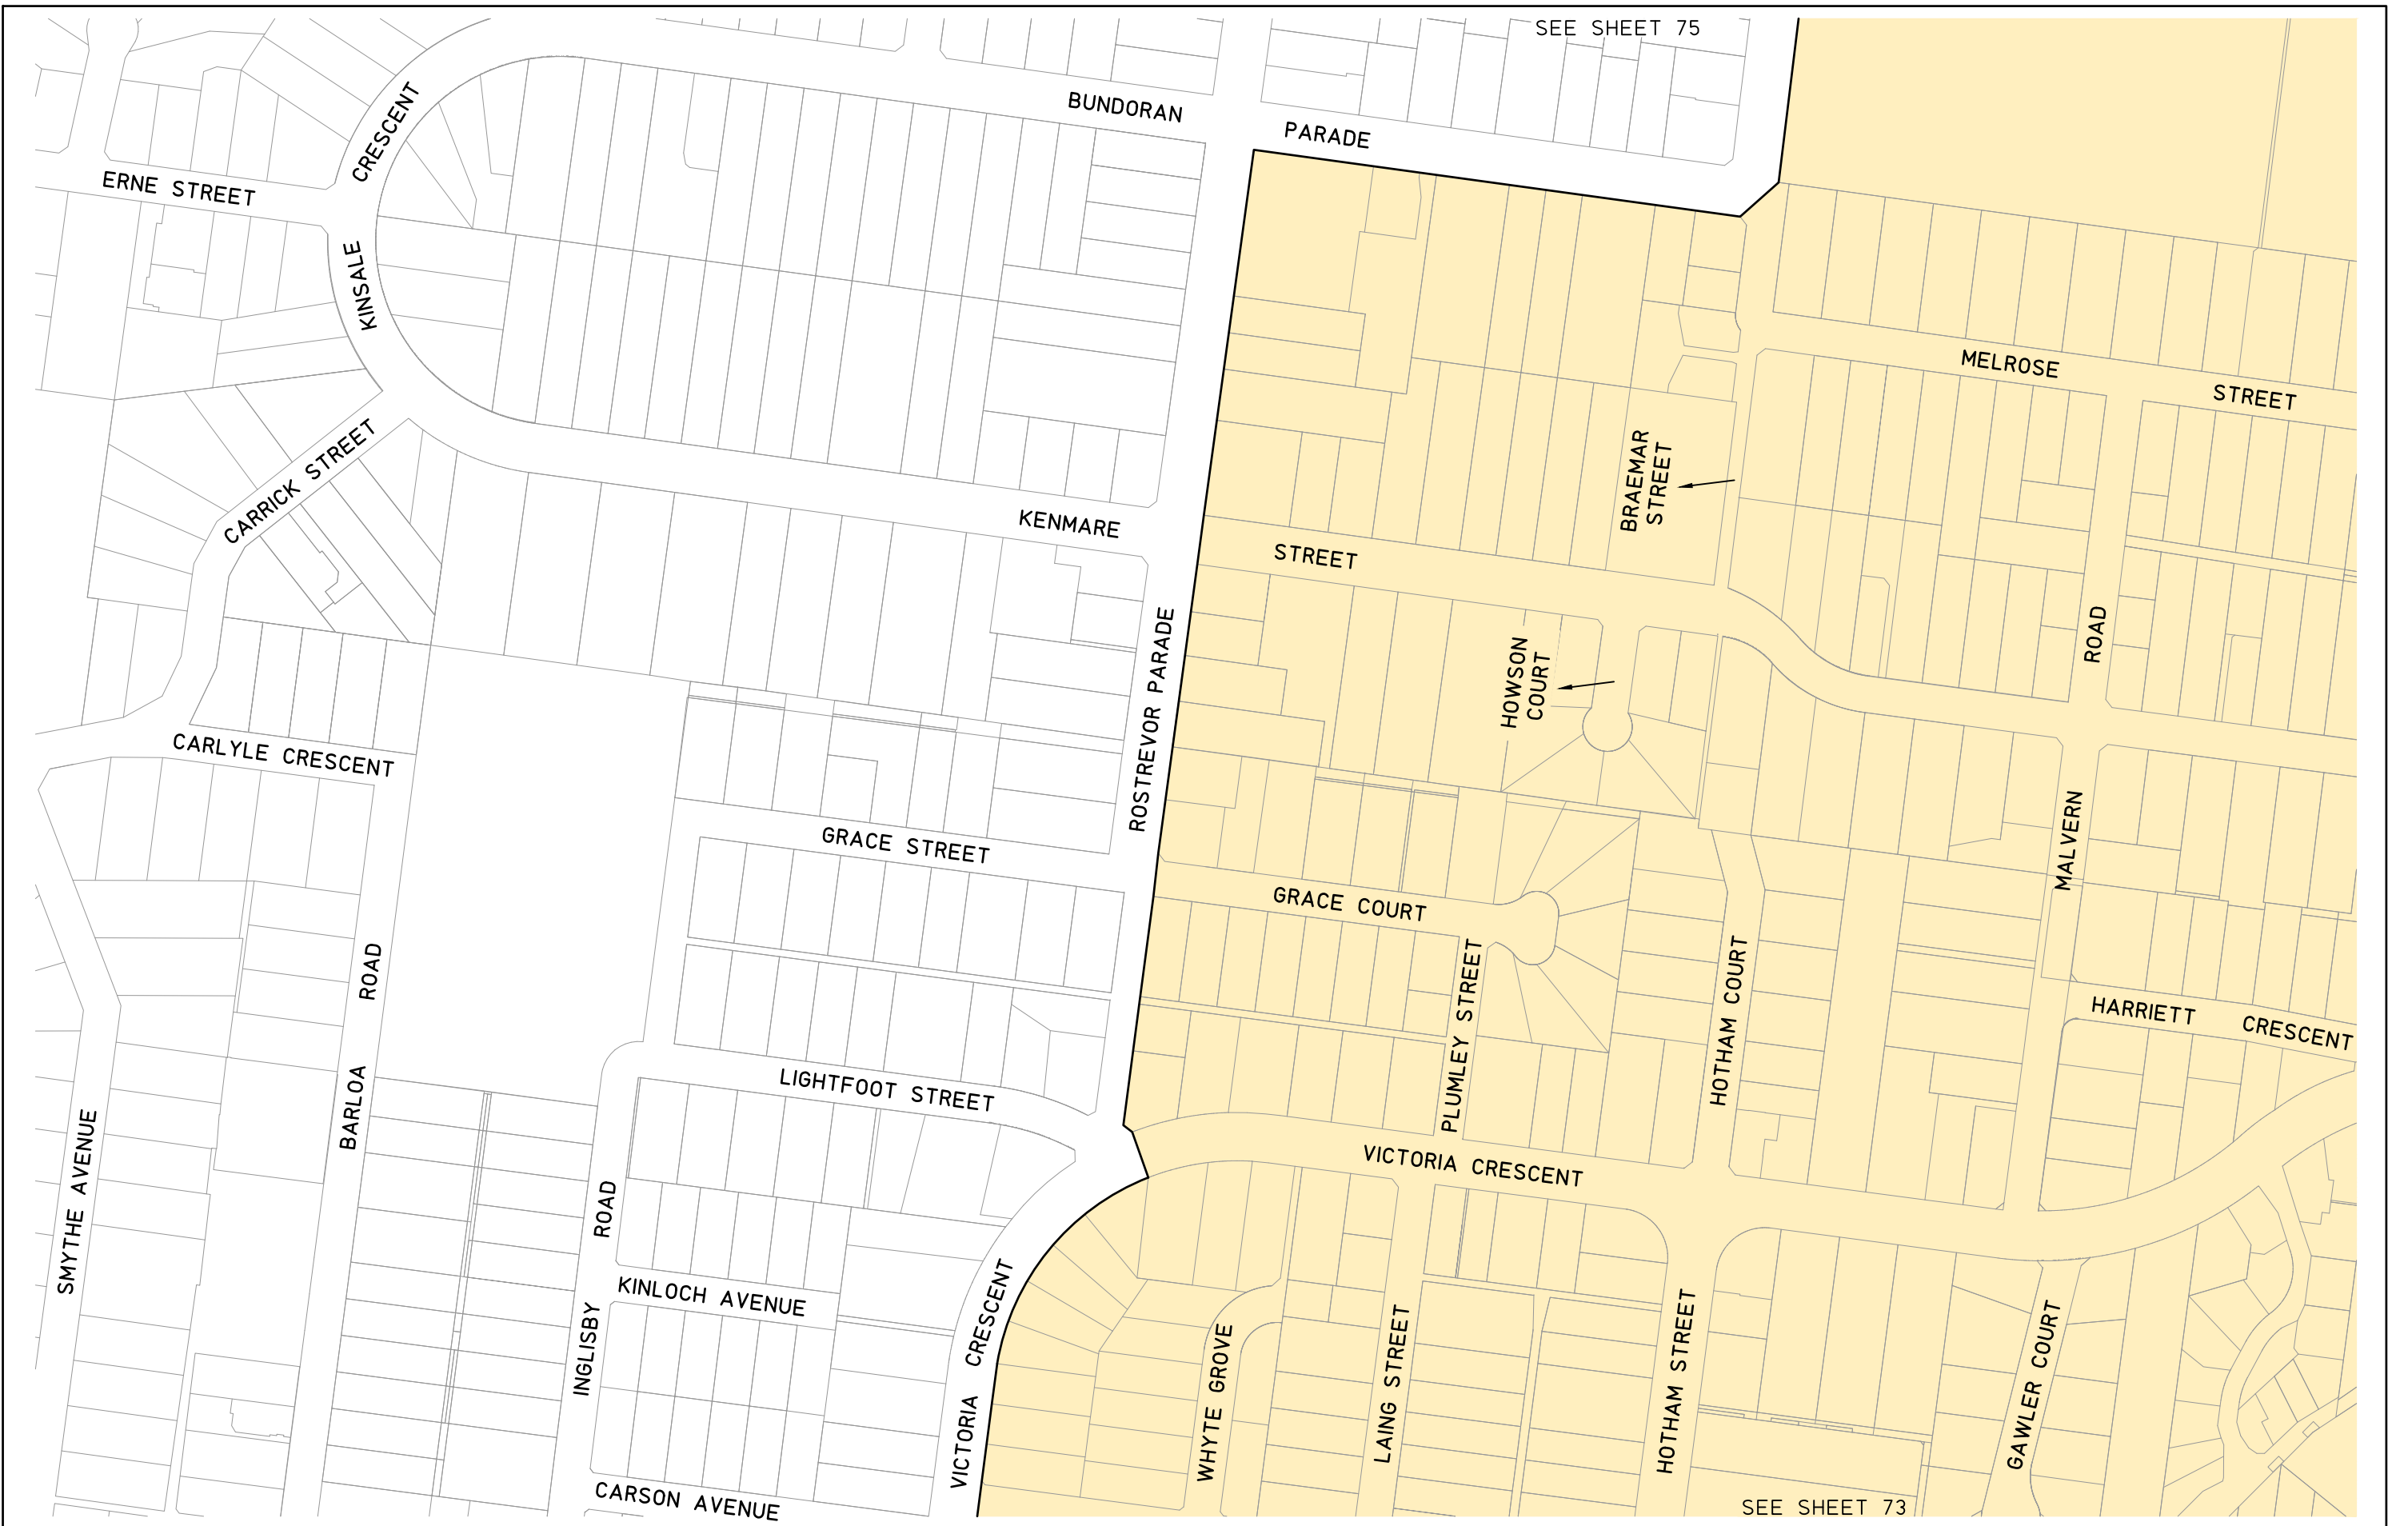 SEE SHEET 75
BUNDORAN
PARADE
CRESCENT
ERNE STREET
KINSALE
MELROSE
STREET
CARRICK STREET
BRAEMAR
STREET
KENMARE
STREET
ROAD
HOWSON
COURT
ROSTREVOR PARADE
CARLYLE CRESCENT
GRACE STREET
MALVERN
GRACE COURT
ROAD
PLUMLEY STREET
HOTHAM COURT
HARRIETT
CRESCENT
LIGHTFOOT STREET
BARLOA
SMYTHE AVENUE
VICTORIA CRESCENT
ROAD
KINLOCH AVENUE
INGLISBY
CRESCENT
VICTORIA
WHYTE GROVE
LAING STREET
HOTHAM STREET
GAWLER COURT
CARSON AVENUE
SEE SHEET 73